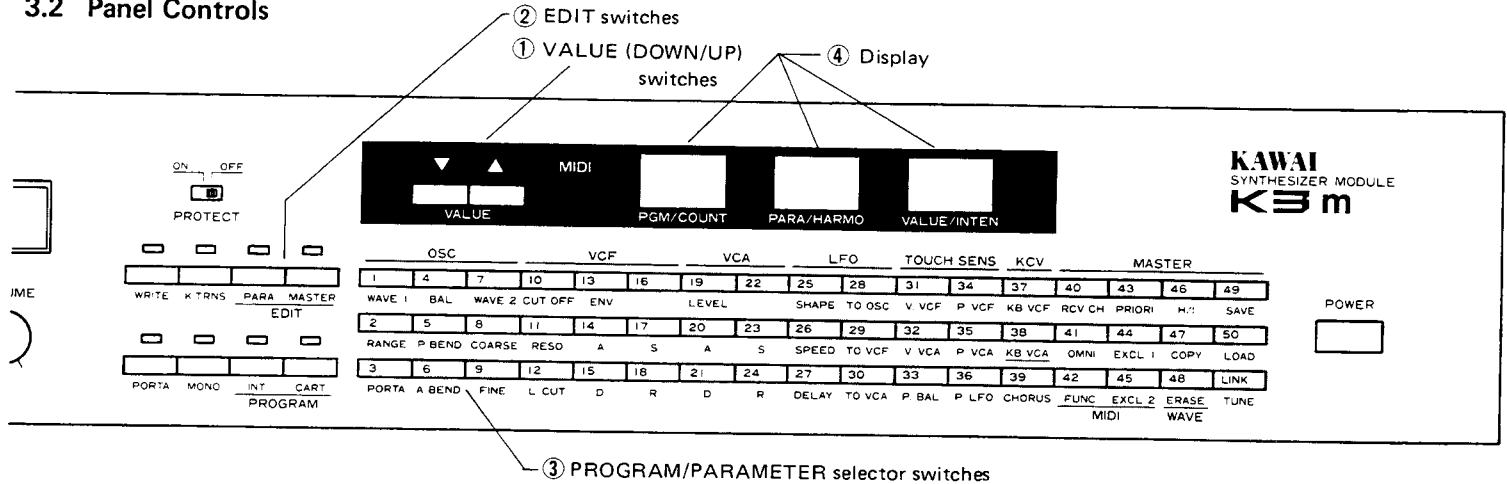 3.2 Panel Controls
② EDIT switches
① VALUE (DOWN/UP) switches
④ Display
ON OFF
PROTECT
▼ ▲ MIDI
VALUE PGM/COUNT PARA/HARMO VALUE/INTEN
KAWAI
SYNTHESIZER MODULE
K3m
OSC VCF VCA LFO TOUCH SENS KCV MASTER
1 4 7 10 13 16 19 22 25 28 31 34 37 40 43 46 49
WRITE K.TRNS PARA MASTER
EDIT
WAVE 1 BAL WAVE 2 CUT OFF ENV LEVEL SHAPE TO OSC V. VCF P. VCF KB VCF RCV CH PRIORI SAVE
2 5 8 11 14 17 20 23 26 29 32 35 38 41 44 47 50
RANGE P. BEND COARSE RESO A S A S SPEED TO VCF V VCA P. VCA KB VCA OMNI EXCL 1 COPY LOAD
3 6 9 12 15 18 21 24 27 30 33 36 39 42 45 48 LINK
PORTA A BEND FINE L CUT D R D R DELAY TO VCA P. BAL P LFO CHORUS FUNC EXCL 2 ERASE TUNE
MIDI WAVE
PORTA MONO INT CART
PROGRAM
UME
POWER
③ PROGRAM/PARAMETER selector switches